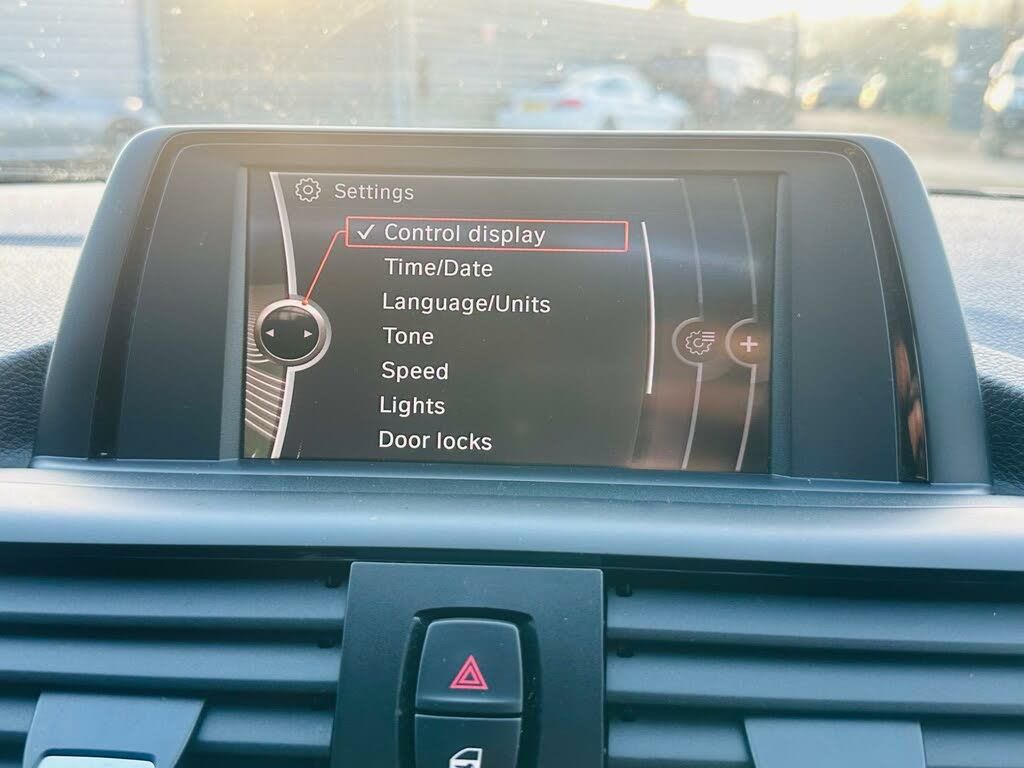 Settings
✓ Control display
Time/Date
Language/Units
Tone
Speed
Lights
Door locks